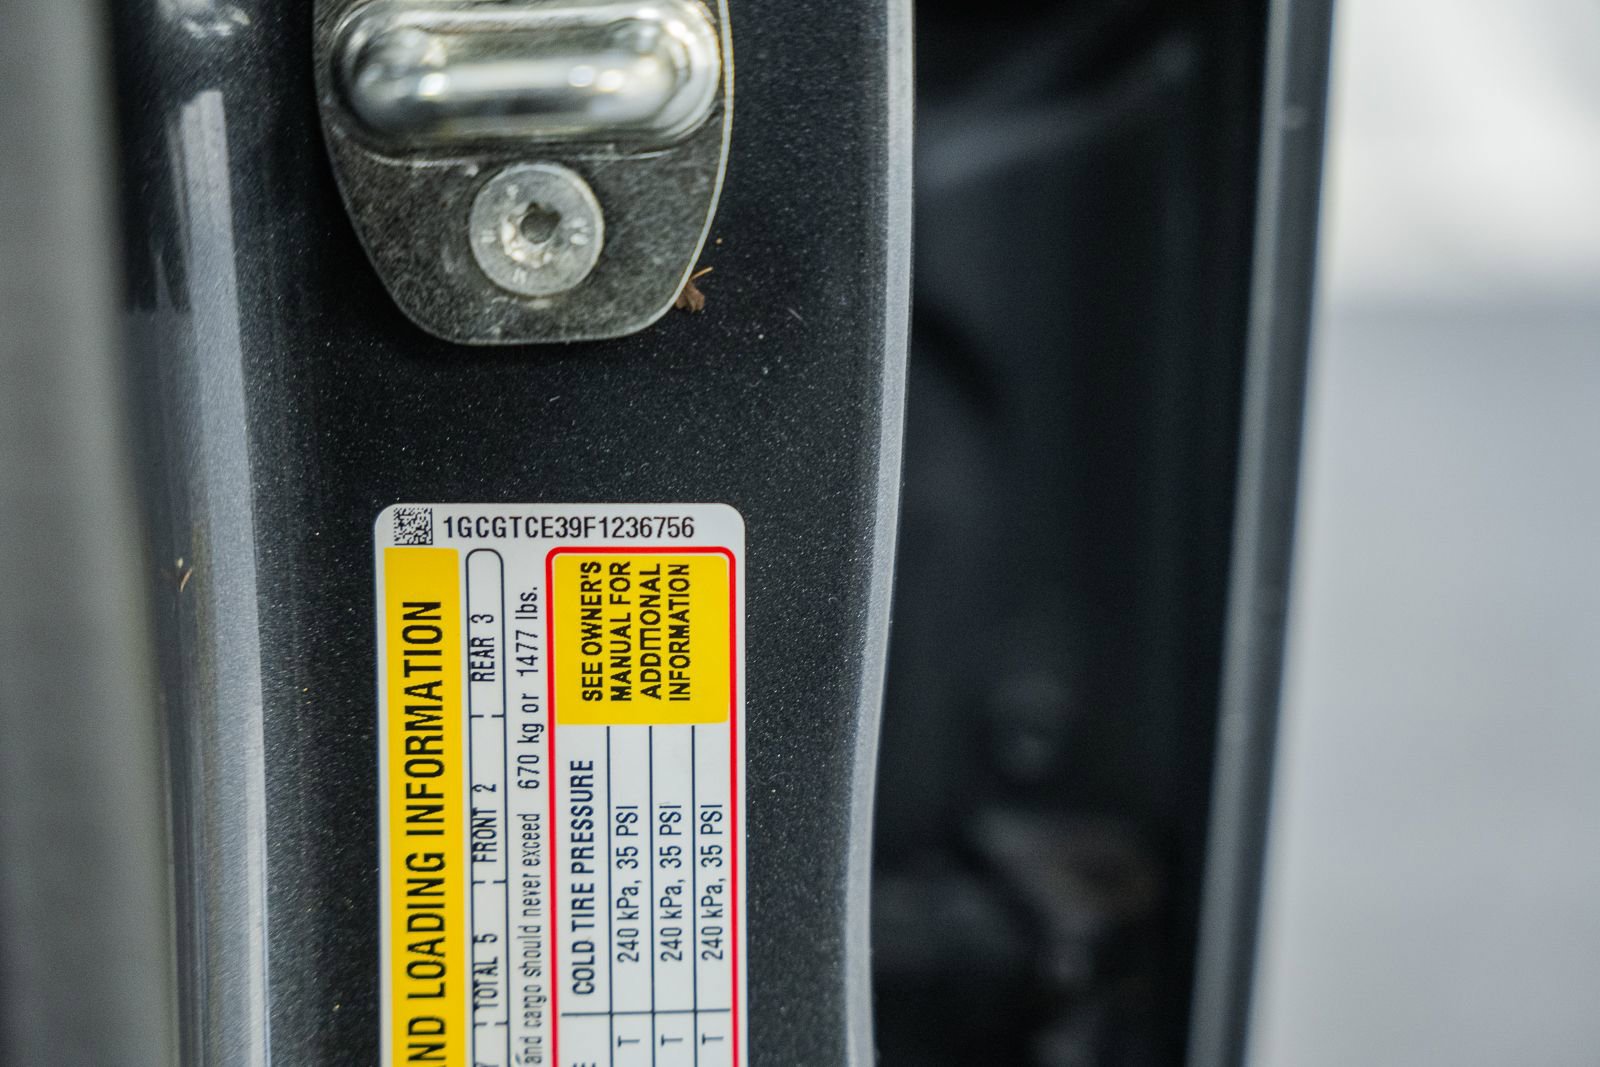 1GCGTCE39F1236756
AND LOADING INFORMATION
TOTAL 5 FRONT 2 REAR 3
and cargo should never exceed 670 kg or 1477 lbs.
COLD TIRE PRESSURE
240 kPa, 35 PSI
240 kPa, 35 PSI
240 kPa, 35 PSI
SEE OWNER'S
MANUAL FOR
ADDITIONAL
INFORMATION